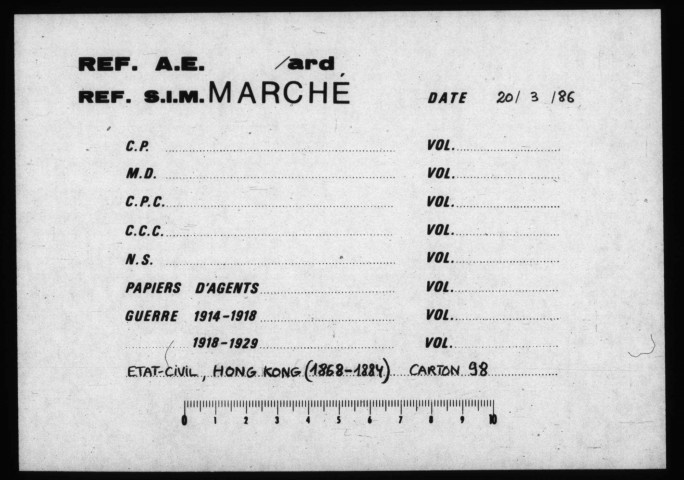 REF. A.E. /ard
REF. S.I.M. MARCHÉ DATE 20/ 3 /86
C.P. VOL.
M.D. VOL.
C.P.C. VOL.
C.C.C. VOL.
N.S. VOL.
PAPIERS D'AGENTS VOL.
GUERRE 1914-1918 VOL.
1918-1929 VOL.
ETAT-CIVIL, HONG KONG (1868-1884) CARTON 98
0 1 2 3 4 5 6 7 8 9 10